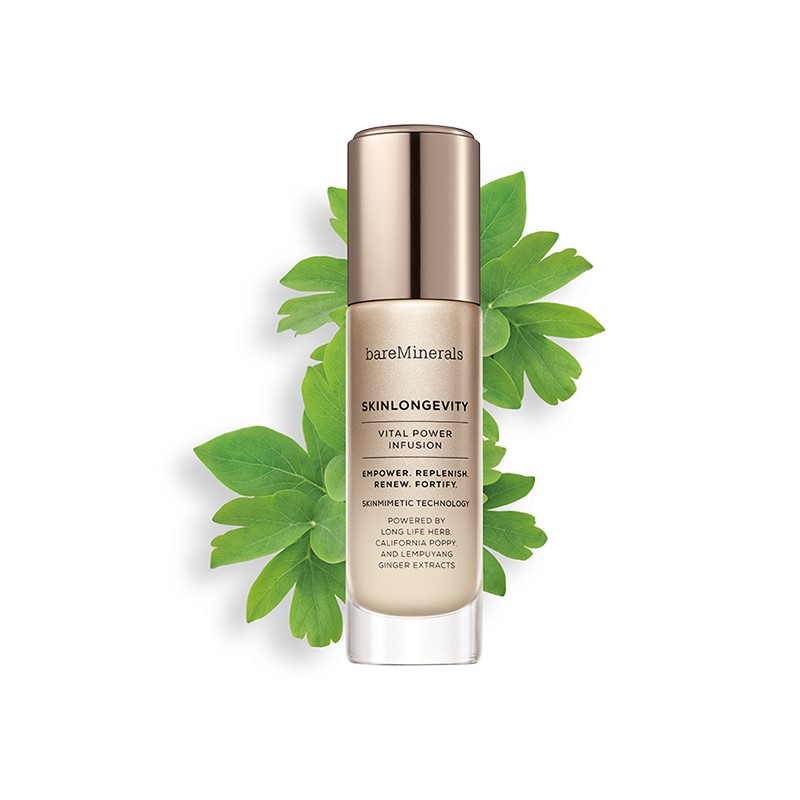 bareMinerals
SKINLONGEVITY
VITAL POWER
INFUSION
EMPOWER. REPLENISH.
RENEW. FORTIFY.
SKINMIMETIC TECHNOLOGY
POWERED BY
LONG LIFE HERB,
CALIFORNIA POPPY,
AND LEMPUYANG
GINGER EXTRACTS